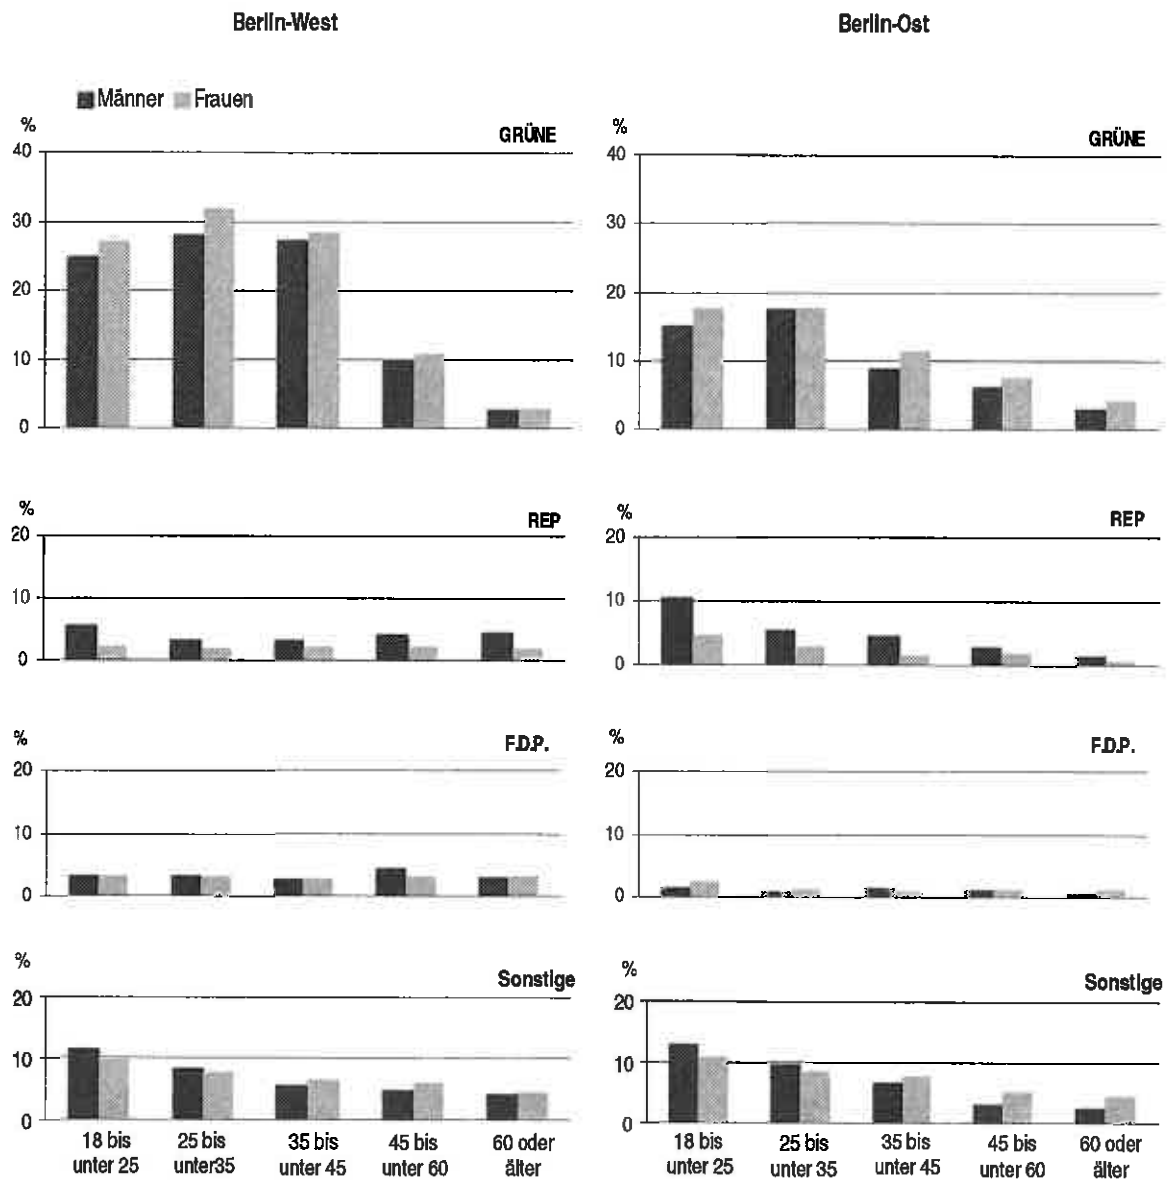 Berlin-West
Berlin-Ost
Männer Frauen
%
GRÜNE
40
30
20
10
0
%
GRÜNE
40
30
20
10
0
%
REP
20
10
0
%
REP
20
10
0
%
F.D.P.
20
10
0
%
F.D.P.
20
10
0
%
Sonstige
20
10
0
18 bis
unter 25
25 bis
unter35
35 bis
unter 45
45 bis
unter 60
60 oder
älter
%
Sonstige
20
10
0
18 bis
unter 25
25 bis
unter 35
35 bis
unter 45
45 bis
unter 60
60 oder
älter